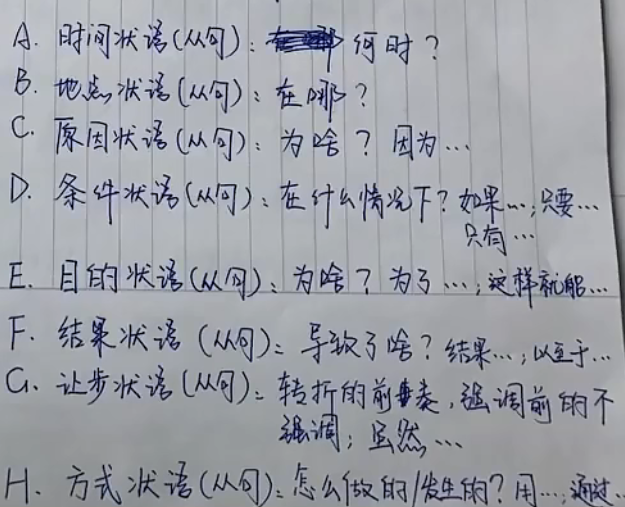 A. 时间状语(从句): 何时?
B. 地点状语(从句): 在哪?
C. 原因状语(从句): 为啥? 因为…
D. 条件状语(从句): 在什么情况下? 如果…; 只要…
只有…
E. 目的状语(从句): 为啥? 为了…; 这样就能…
F. 结果状语(从句): 导致了啥? 结果…; 以至于…
G. 让步状语(从句): 转折的前奏, 强调前的不
强调; 虽然…
H. 方式状语(从句): 怎么做的/发生的? 用…; 通过…